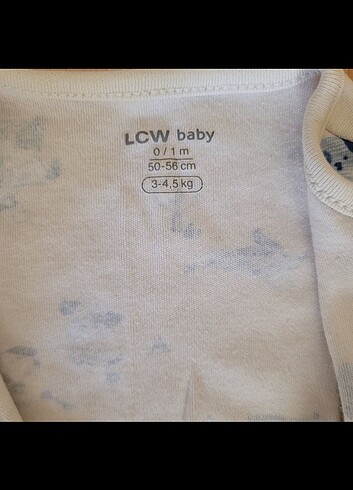 LCW baby
0/1 m
50-56 cm
3-4,5 kg